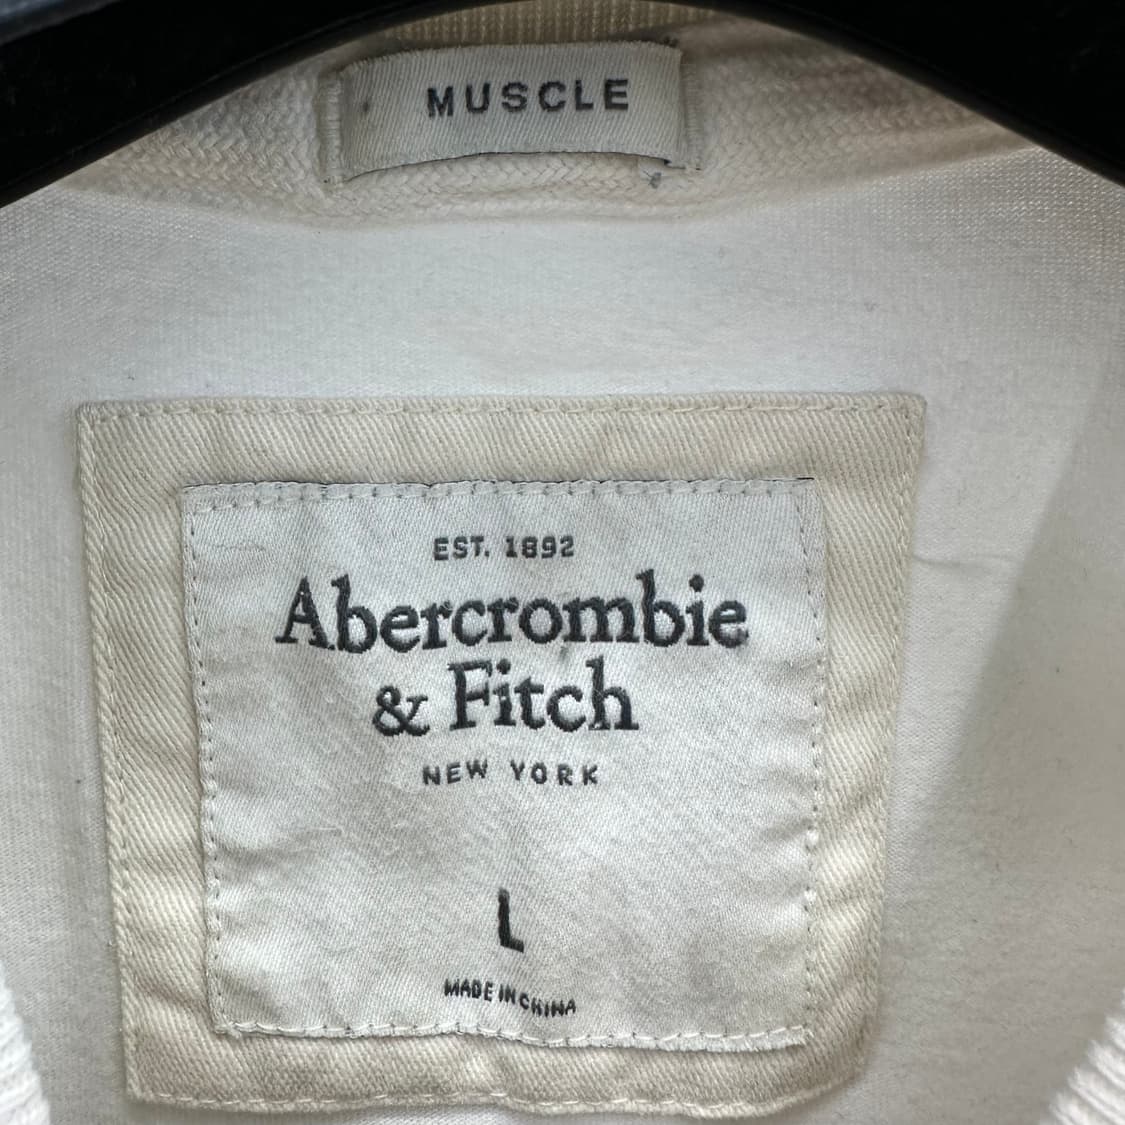 MUSCLE
EST. 1892
Abercrombie
& Fitch
NEW YORK
L
MADE IN CHINA